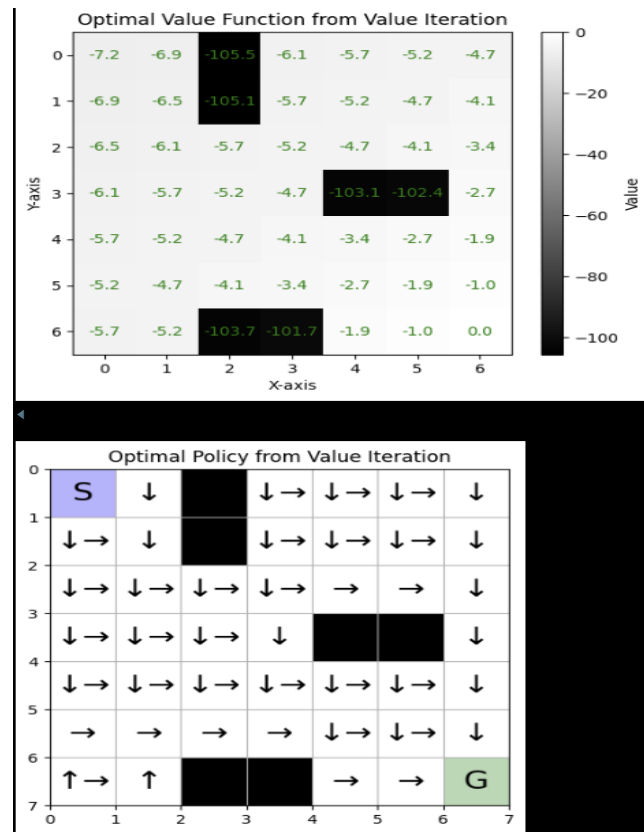 Optimal Value Function from Value Iteration
0 -7.2 -6.9 -105.5 -6.1 -5.7 -5.2 -4.7
1 -6.9 -6.5 -105.1 -5.7 -5.2 -4.7 -4.1
2 -6.5 -6.1 -5.7 -5.2 -4.7 -4.1 -3.4
3 -6.1 -5.7 -5.2 -4.7 -103.1 -102.4 -2.7
4 -5.7 -5.2 -4.7 -4.1 -3.4 -2.7 -1.9
5 -5.2 -4.7 -4.1 -3.4 -2.7 -1.9 -1.0
6 -5.7 -5.2 -103.7 -101.7 -1.9 -1.0 0.0
0 1 2 3 4 5 6
X-axis
Y-axis
0
−20
−40
−60
−80
−100
Value
Optimal Policy from Value Iteration
0
S ↓ ↓→ ↓→ ↓→ ↓
1
↓→ ↓ ↓→ ↓→ ↓→ ↓
2
↓→ ↓→ ↓→ ↓→ → → ↓
3
↓→ ↓→ ↓→ ↓ ↓
4
↓→ ↓→ ↓→ ↓→ ↓→ ↓→ ↓
5
→ → → → ↓→ ↓→ ↓
6
↑→ ↑ → → G
7
0 1 2 3 4 5 6 7